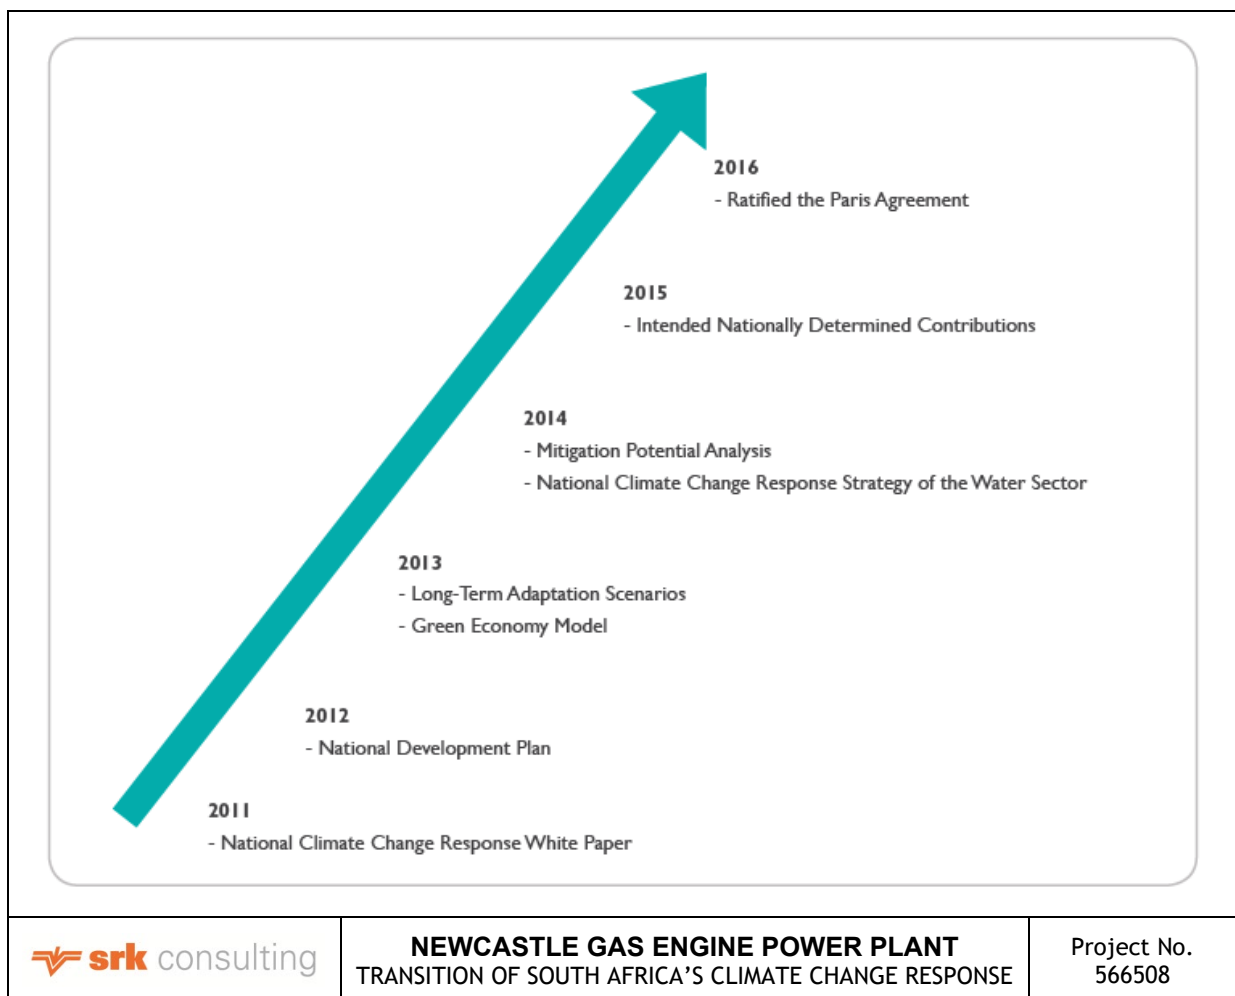 2016
- Ratified the Paris Agreement
2015
- Intended Nationally Determined Contributions
2014
- Mitigation Potential Analysis
- National Climate Change Response Strategy of the Water Sector
2013
- Long-Term Adaptation Scenarios
- Green Economy Model
2012
- National Development Plan
2011
- National Climate Change Response White Paper
srk consulting
NEWCASTLE GAS ENGINE POWER PLANT
TRANSITION OF SOUTH AFRICA'S CLIMATE CHANGE RESPONSE
Project No.
566508